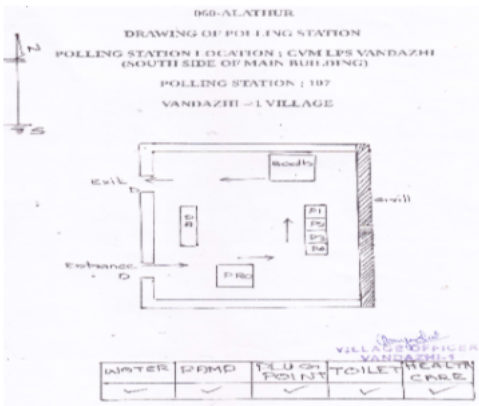 060-ALATHUR
DRAWING OF POLLING STATION
POLLING STATION LOCATION ; GVM LPS VANDAZHI
(SOUTH SIDE OF MAIN BUILDING)
POLLING STATION ; 107
VANDAZHI -1 VILLAGE
N
S
Booth
Exit
D
SA
P1
P2
P3
P4
Grill
Entrance
D
PRO
VILLAGE OFFICER
VANDAZHI-1
WATER RAMP PLUG POINT TOILET HEALTH CARE